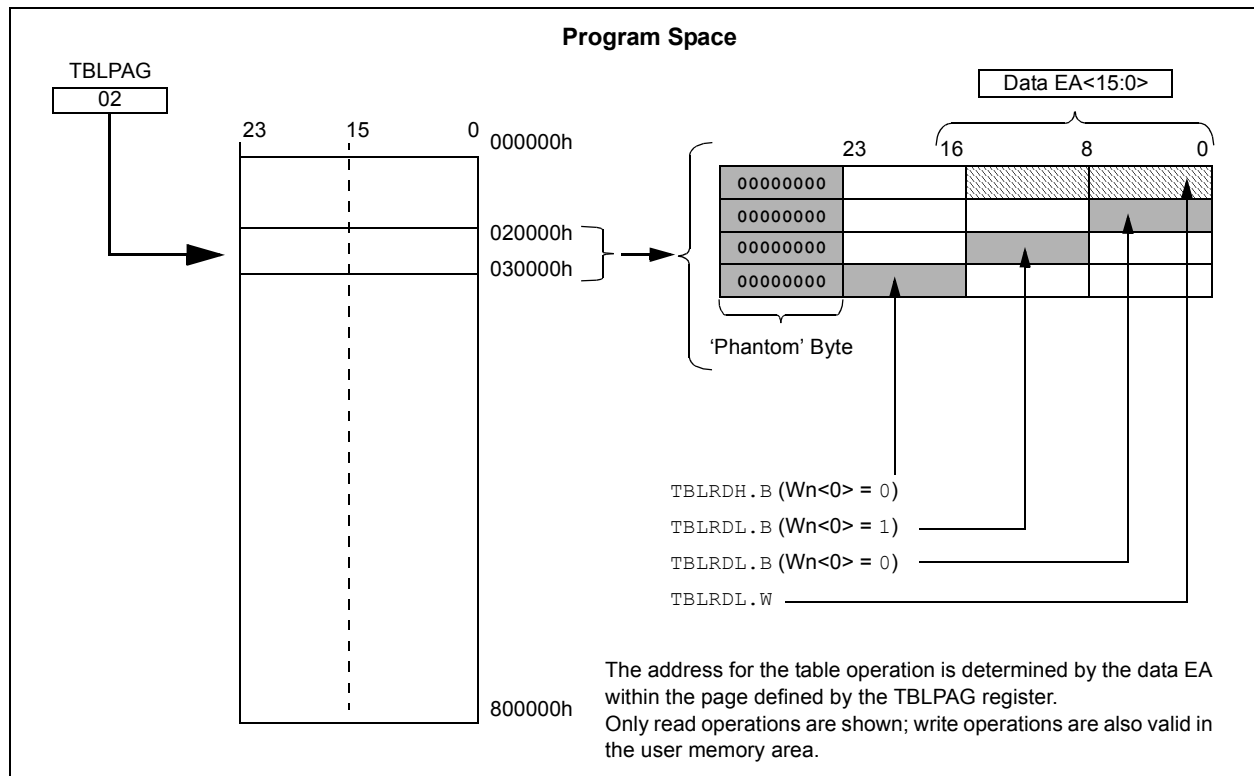 Program Space
TBLPAG
02
Data EA<15:0>
23 15 0
000000h
020000h
030000h
800000h
23 16 8 0
00000000
00000000
00000000
00000000
‘Phantom’ Byte
TBLRDH.B (Wn<0> = 0)
TBLRDL.B (Wn<0> = 1)
TBLRDL.B (Wn<0> = 0)
TBLRDL.W
The address for the table operation is determined by the data EA
within the page defined by the TBLPAG register.
Only read operations are shown; write operations are also valid in
the user memory area.